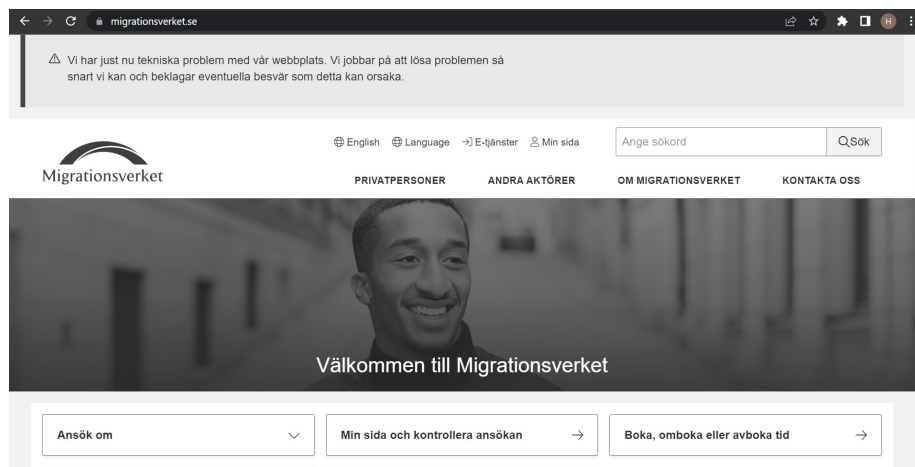 migrationsverket.se
H
Vi har just nu tekniska problem med vår webbplats. Vi jobbar på att lösa problemen så
snart vi kan och beklagar eventuella besvär som detta kan orsaka.
English Language E-tjänster Min sida Ange sökord Sök
Migrationsverket
PRIVATPERSONER ANDRA AKTÖRER OM MIGRATIONSVERKET KONTAKTA OSS
Välkommen till Migrationsverket
Ansök om Min sida och kontrollera ansökan Boka, omboka eller avboka tid